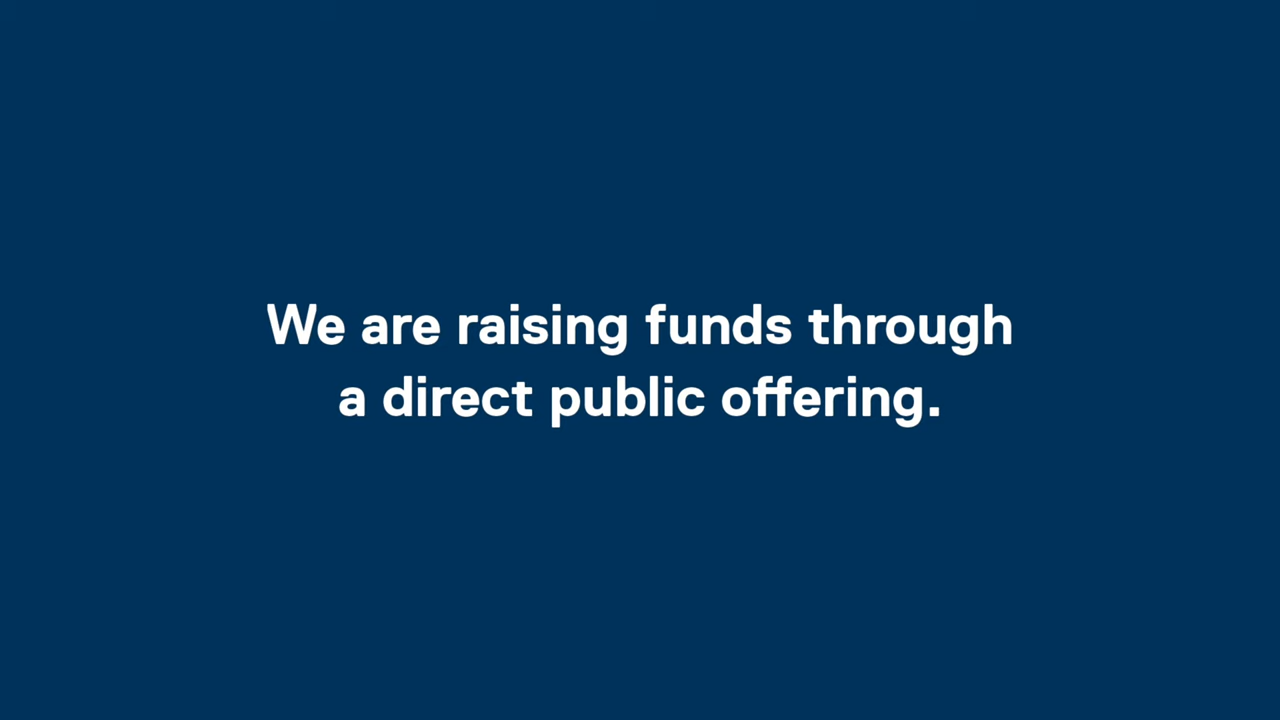 We are raising funds through
a direct public offering.